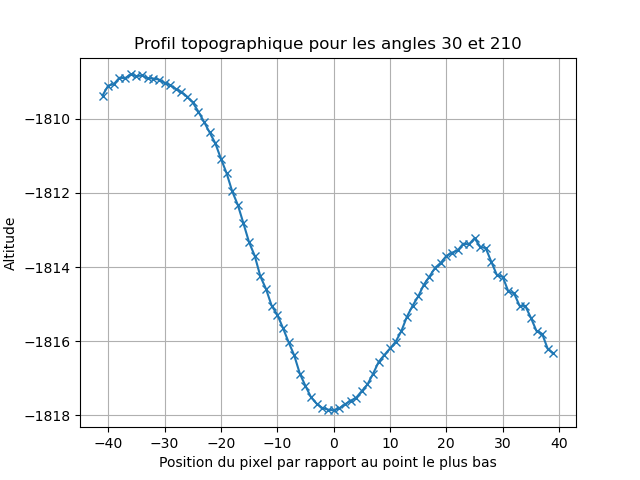 Profil topographique pour les angles 30 et 210
Altitude
−1810
−1812
−1814
−1816
−1818
−40 −30 −20 −10 0 10 20 30 40
Position du pixel par rapport au point le plus bas